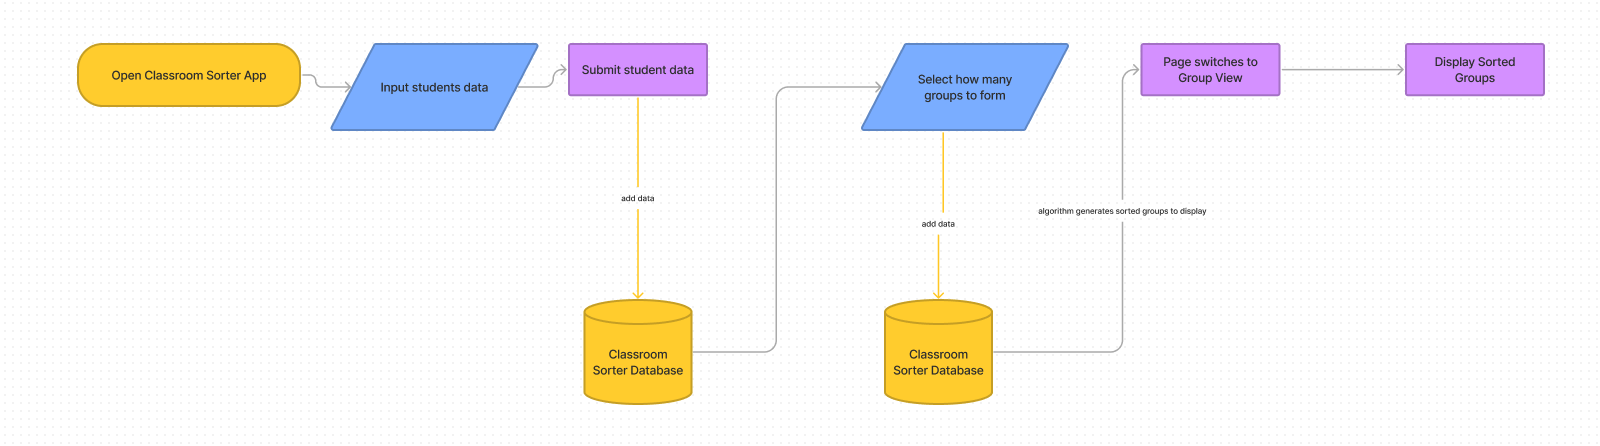 Open Classroom Sorter App
Input students data
Submit student data
Select how many
groups to form
Page switches to
Group View
Display Sorted
Groups
add data
add data
algorithm generates sorted groups to display
Classroom
Sorter Database
Classroom
Sorter Database